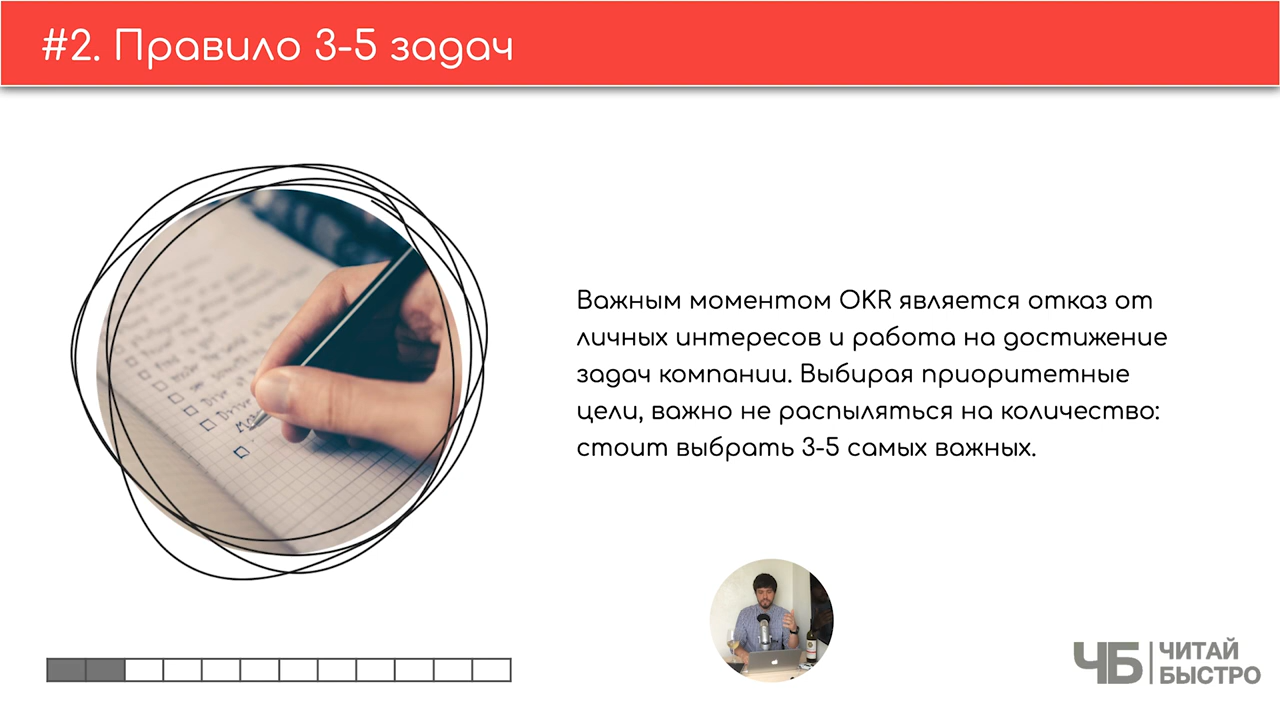 #2. Правило 3-5 задач
Важным моментом OKR является отказ от
личных интересов и работа на достижение
задач компании. Выбирая приоритетные
цели, важно не распыляться на количество:
стоит выбрать 3-5 самых важных.
ЧБ ЧИТАЙ
БЫСТРО